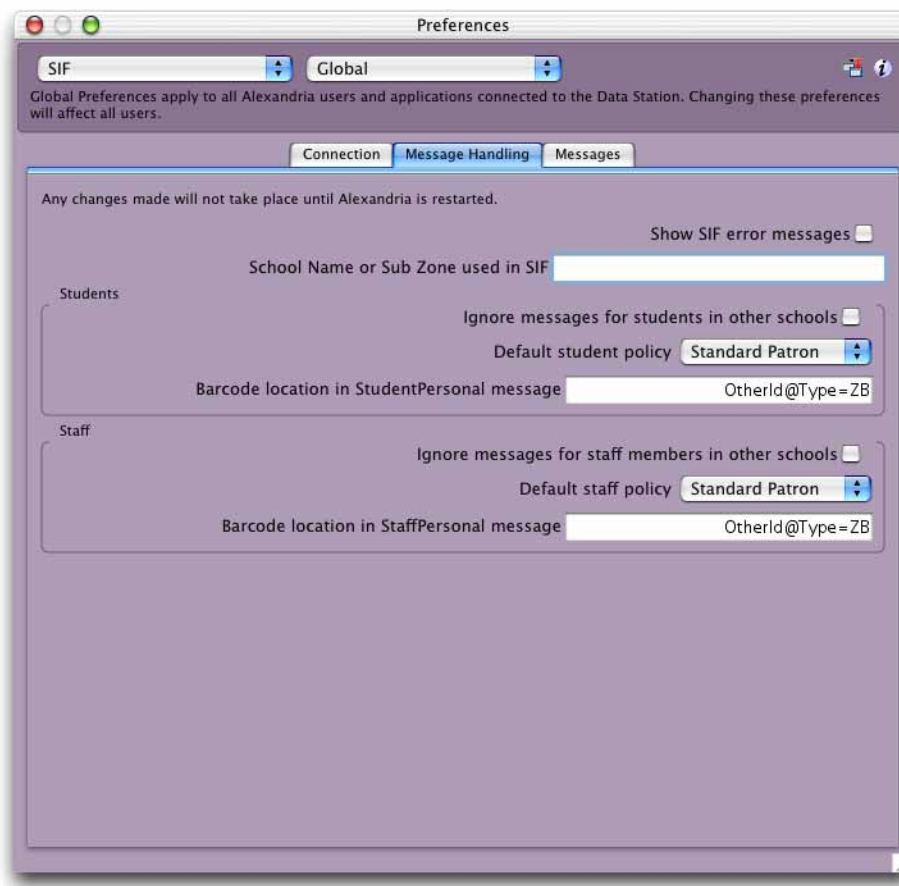 Preferences
SIF Global
Global Preferences apply to all Alexandria users and applications connected to the Data Station. Changing these preferences
will affect all users.
Connection Message Handling Messages
Any changes made will not take place until Alexandria is restarted.
Show SIF error messages
School Name or Sub Zone used in SIF
Students
Ignore messages for students in other schools
Default student policy Standard Patron
Barcode location in StudentPersonal message OtherId@Type=ZB
Staff
Ignore messages for staff members in other schools
Default staff policy Standard Patron
Barcode location in StaffPersonal message OtherId@Type=ZB